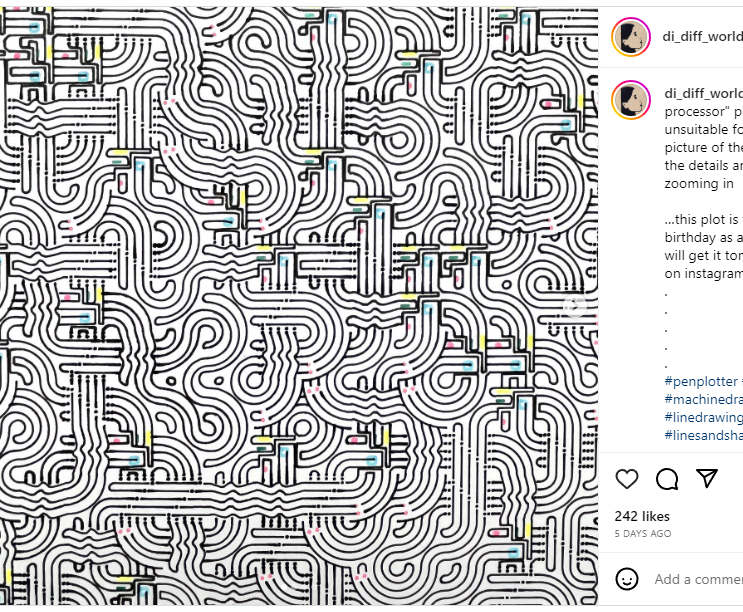 di_diff_world
di_diff_world
processor" p
unsuitable fo
picture of the
the details ar
zooming in
...this plot is
birthday as a
will get it tor
on instagram
.
.
.
.
.
#penplotter
#machinedra
#linedrawing
#linesandsha
242 likes
5 DAYS AGO
Add a commer